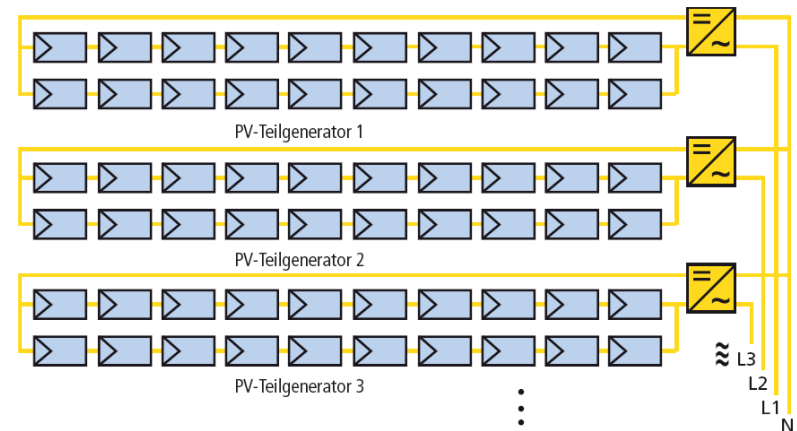 PV-Teilgenerator 1
PV-Teilgenerator 2
PV-Teilgenerator 3
L3
L2
L1
N